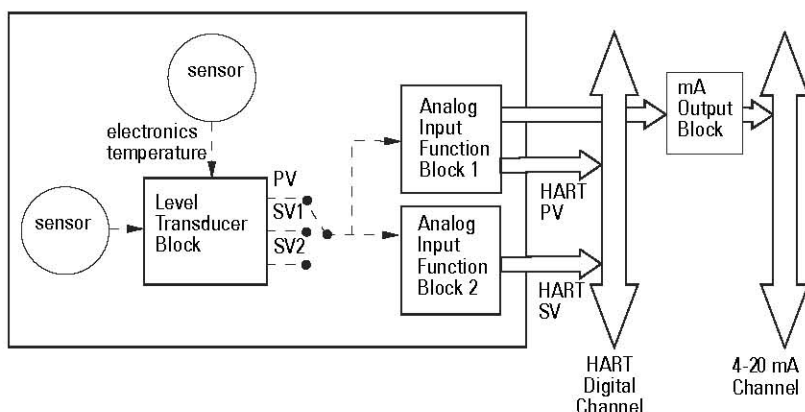 sensor
electronics
temperature
sensor
Level
Transducer
Block
PV
SV1
SV2
Analog
Input
Function
Block 1
Analog
Input
Function
Block 2
HART
PV
HART
SV
mA
Output
Block
HART
Digital
Channel
4-20 mA
Channel